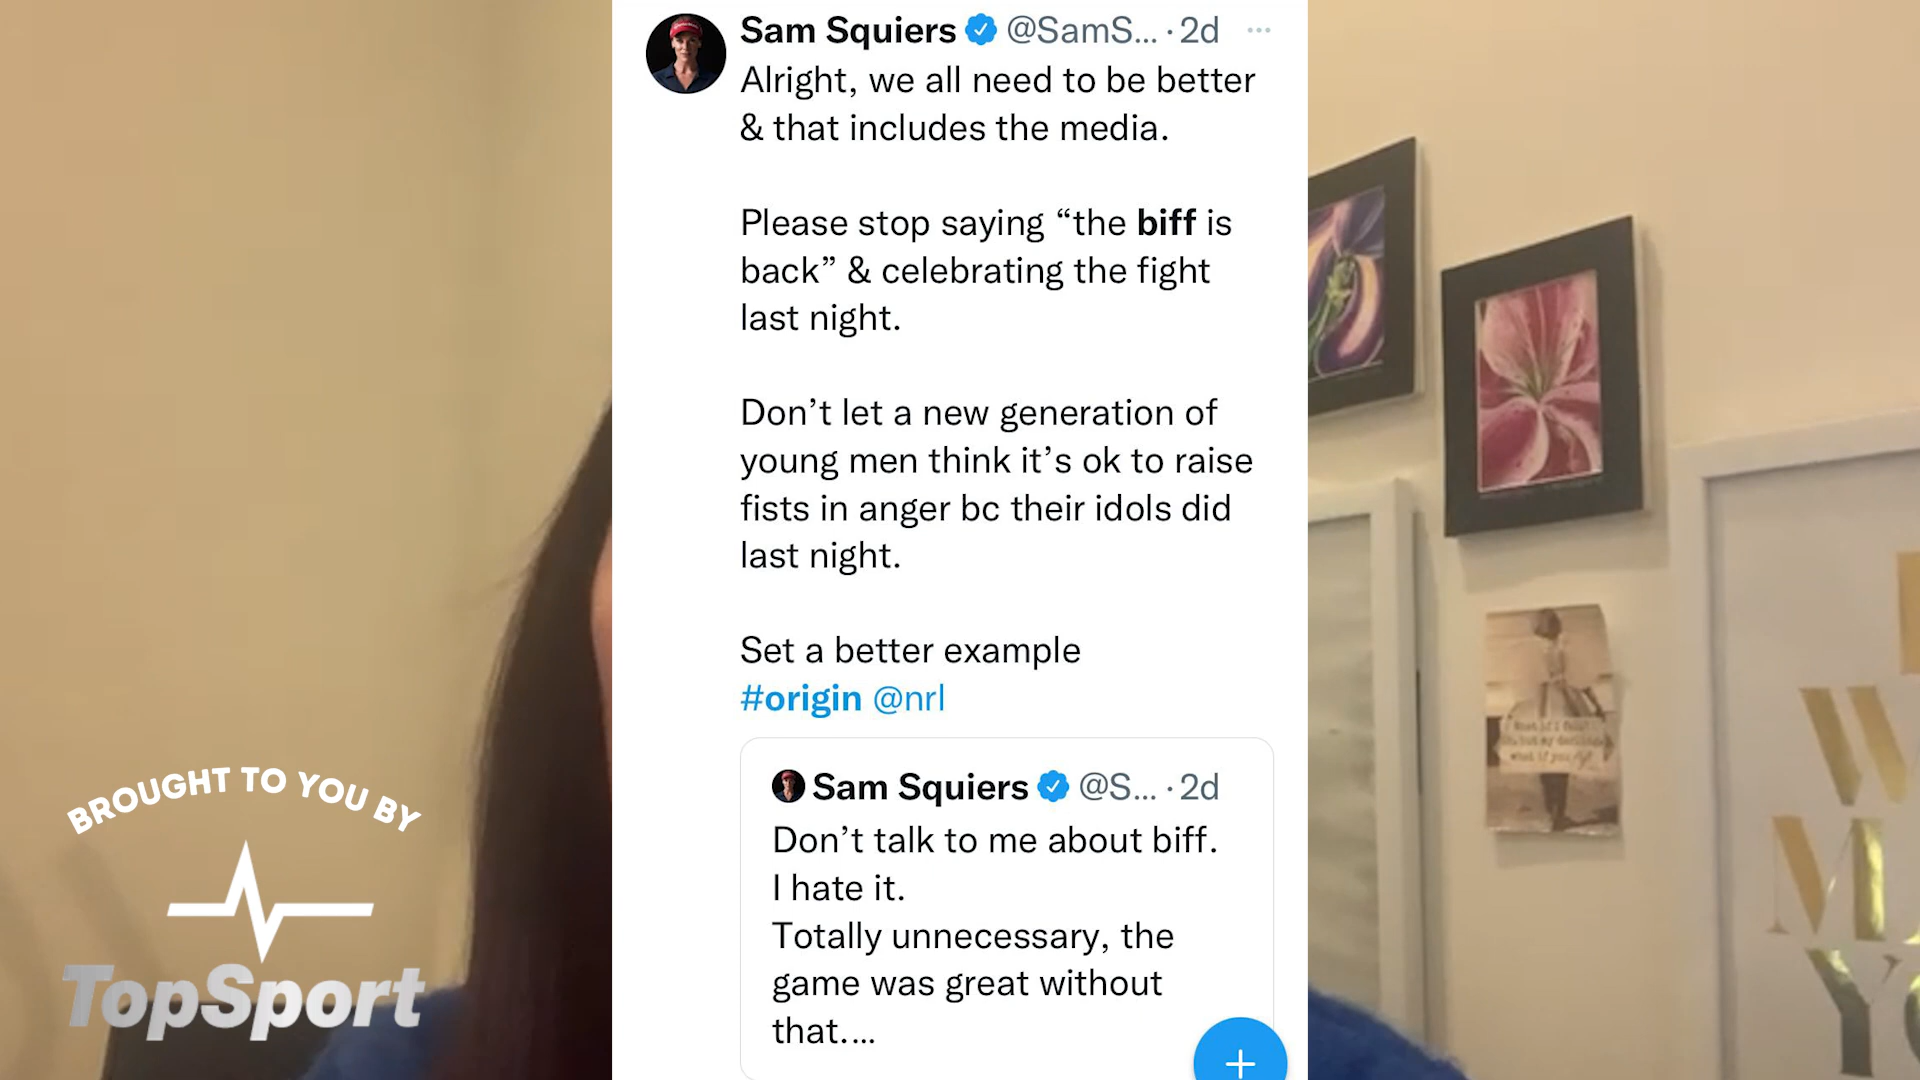 Sam Squiers @SamS... · 2d ...
Alright, we all need to be better
& that includes the media.
Please stop saying “the biff is
back” & celebrating the fight
last night.
Don’t let a new generation of
young men think it’s ok to raise
fists in anger bc their idols did
last night.
Set a better example
#origin @nrl
Sam Squiers @S... · 2d
Don’t talk to me about biff.
I hate it.
Totally unnecessary, the
game was great without
that....
BROUGHT TO YOU BY
TopSport
what if you fly?